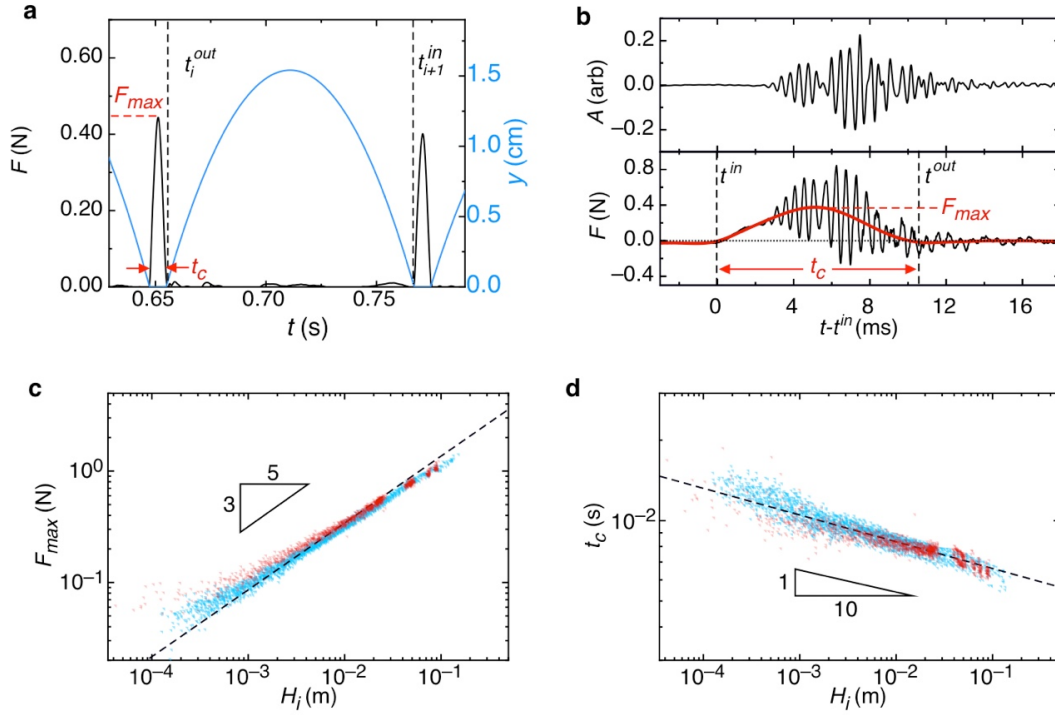 a
0.60
0.40
0.20
0.00
F (N)
F_max
t_i^out
t_{i+1}^in
t_c
1.5
1.0
0.5
0.0
y (cm)
0.65
0.70
0.75
t (s)
b
0.2
0.0
−0.2
A (arb)
0.8
0.4
0.0
−0.4
F (N)
t^in
t^out
F_max
t_c
0
4
8
12
16
t-t^in (ms)
c
10^0
10^−1
F_max (N)
5
3
10^−4
10^−3
10^−2
10^−1
H_i (m)
d
10^−2
t_c (s)
1
10
10^−4
10^−3
10^−2
10^−1
H_i (m)